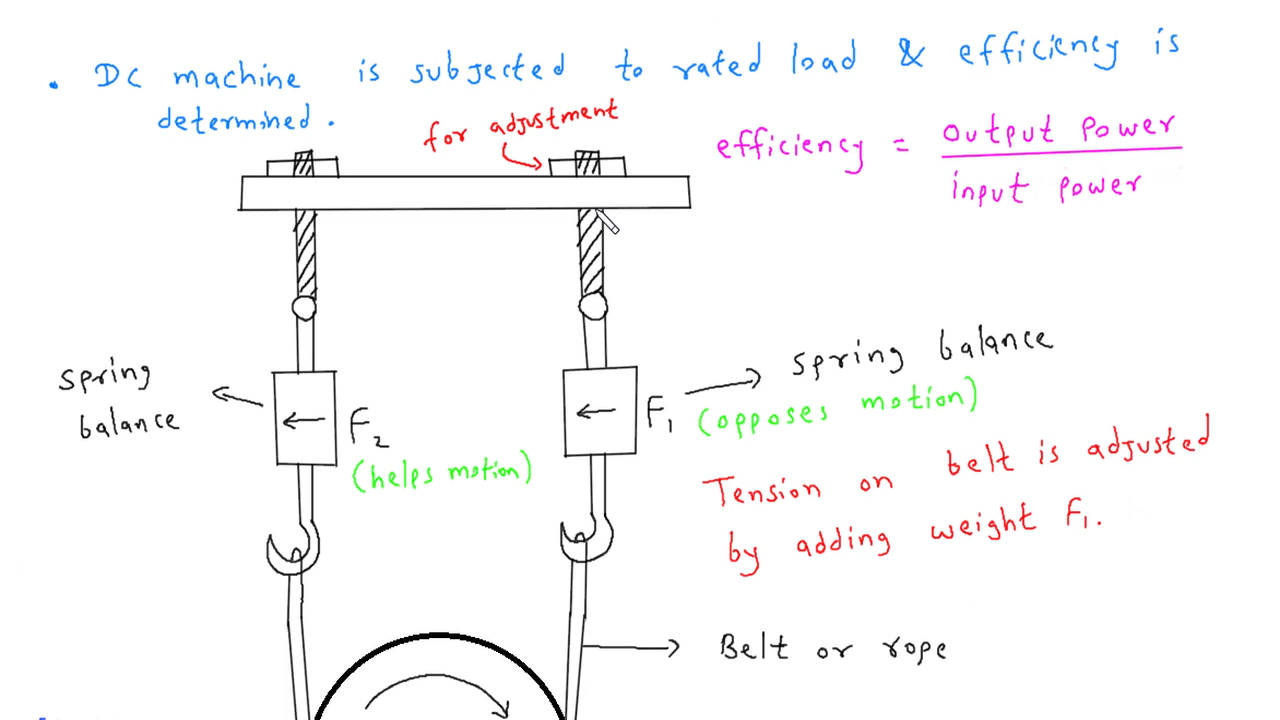 . DC machine is subjected to rated load & efficiency is
determined.
for adjustment
efficiency = output power
input power
spring
balance
F2
(helps motion)
F1
spring balance
(opposes motion)
Tension on belt is adjusted
by adding weight F1.
Belt or rope